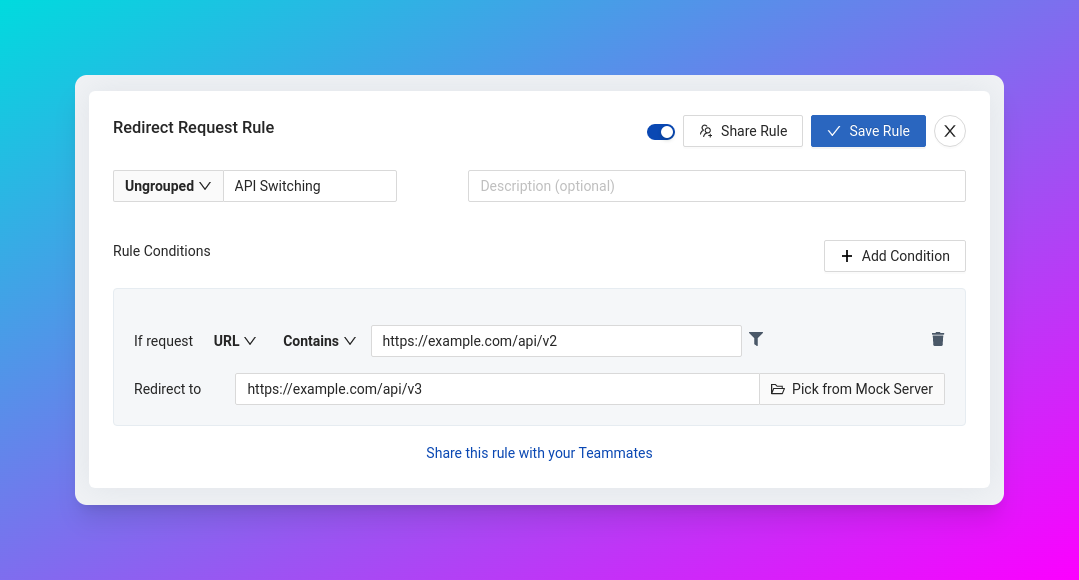 Redirect Request Rule
Share Rule
Save Rule
Ungrouped
API Switching
Description (optional)
Rule Conditions
Add Condition
If request URL Contains https://example.com/api/v2
Redirect to https://example.com/api/v3 Pick from Mock Server
Share this rule with your Teammates